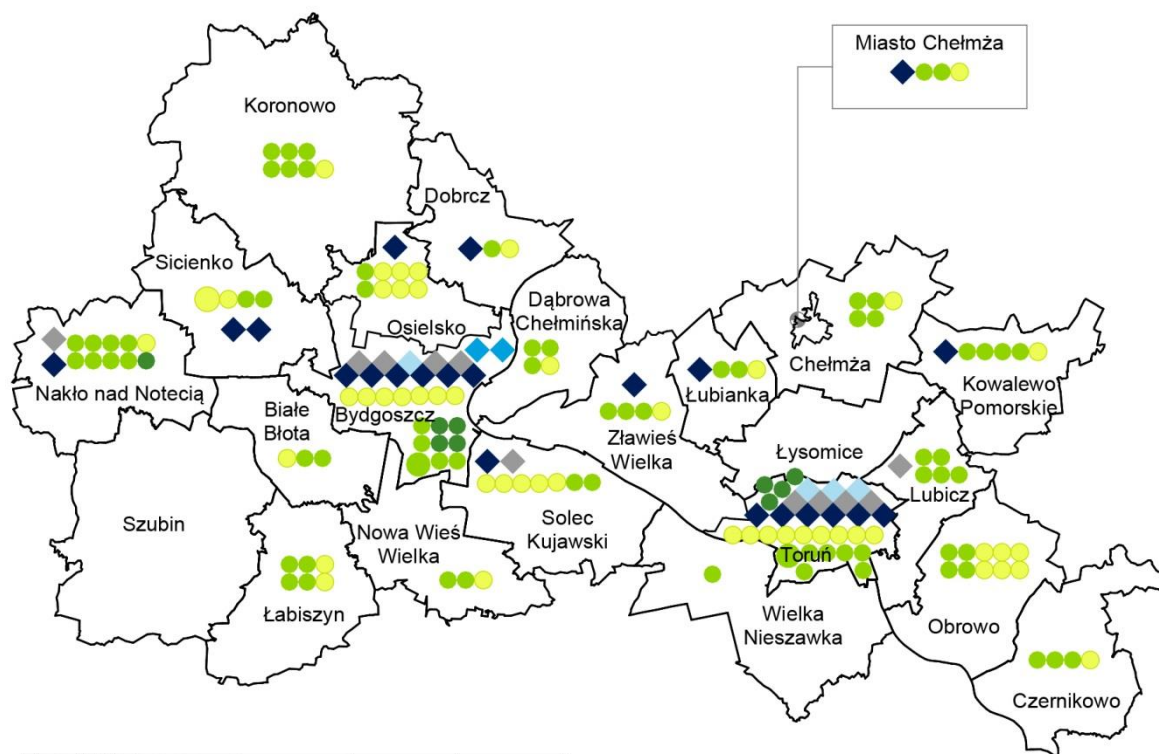 Miasto Chełmża
Koronowo
Dobrcz
Sicienko
Osielsko
Dąbrowa
Chełmińska
Chełmża
Nakło nad Notecią
Białe
Błota
Bydgoszcz
Zławieś
Wielka
Łubianka
Kowalewo
Pomorskie
Łysomice
Lubicz
Szubin
Nowa Wieś
Wielka
Solec
Kujawski
Toruń
Łabiszyn
Wielka
Nieszawka
Obrowo
Czernikowo